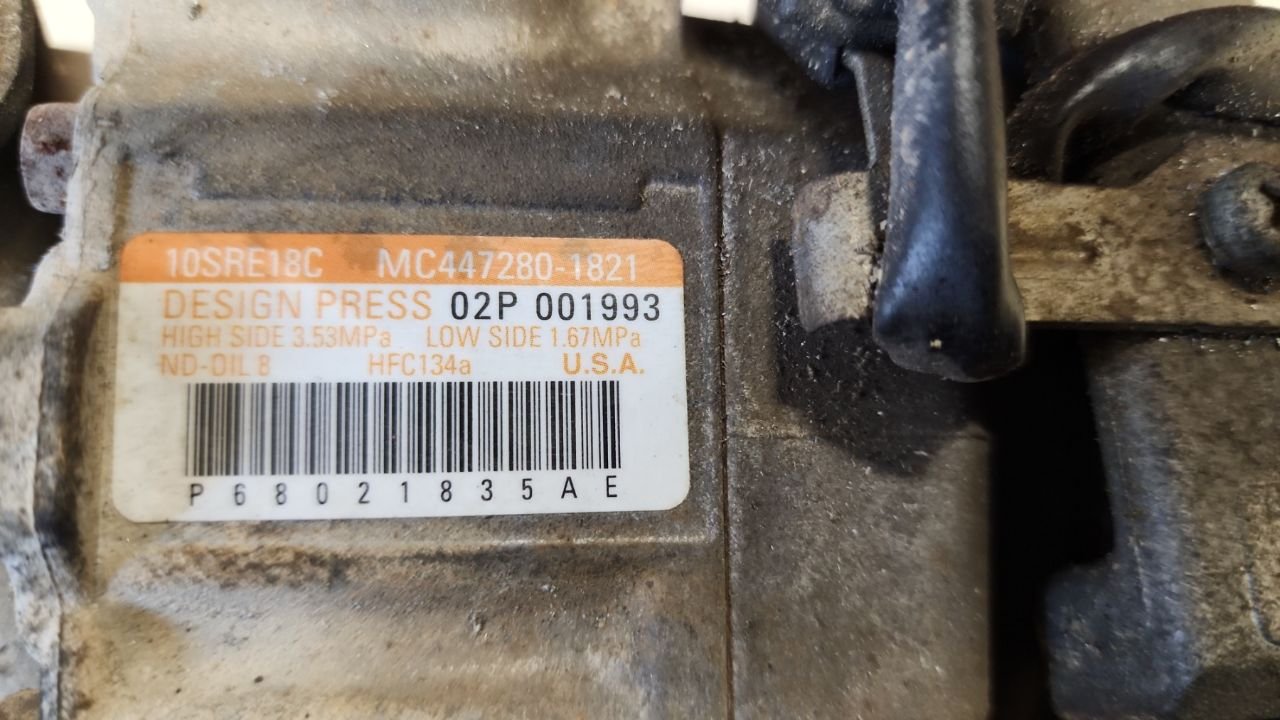 10SRE18C MC447280-1821
DESIGN PRESS 02P 001993
HIGH SIDE 3.53MPa LOW SIDE 1.67MPa
ND-OIL 8 HFC134a U.S.A.
P68021835AE